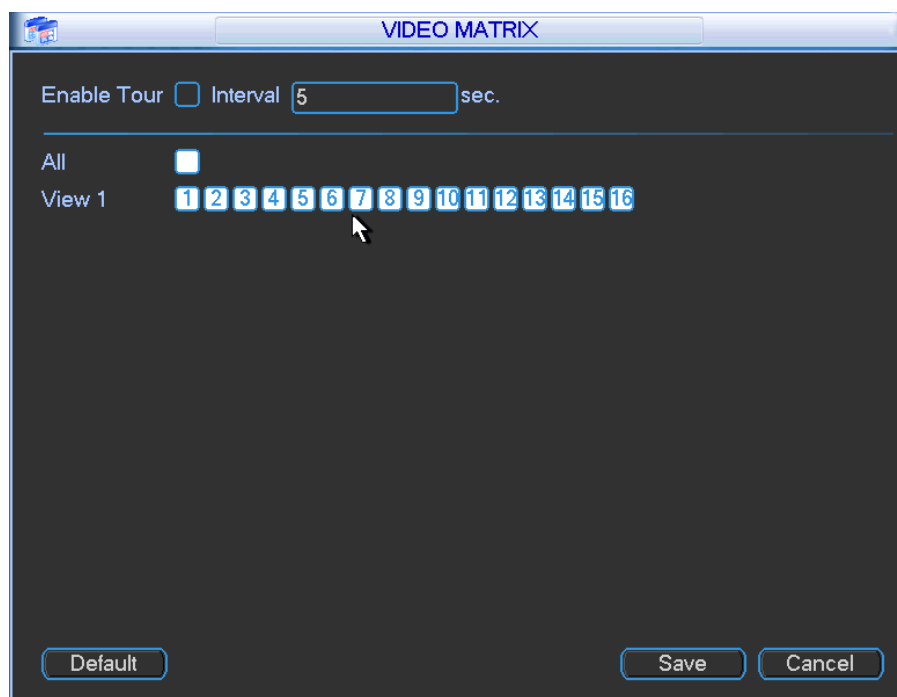 VIDEO MATRIX
Enable Tour Interval 5 sec.
All
View 1 1 2 3 4 5 6 7 8 9 10 11 12 13 14 15 16
Default Save Cancel